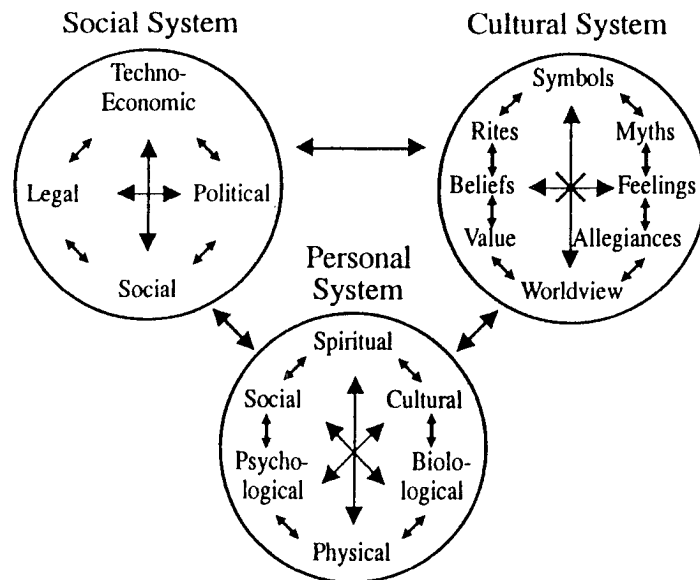 Social System
Techno-
Economic
Legal
Political
Social
Cultural System
Symbols
Rites
Myths
Beliefs
Feelings
Value
Allegiances
Worldview
Personal
System
Spiritual
Social
Cultural
Psycho-
logical
Biolo-
logical
Physical